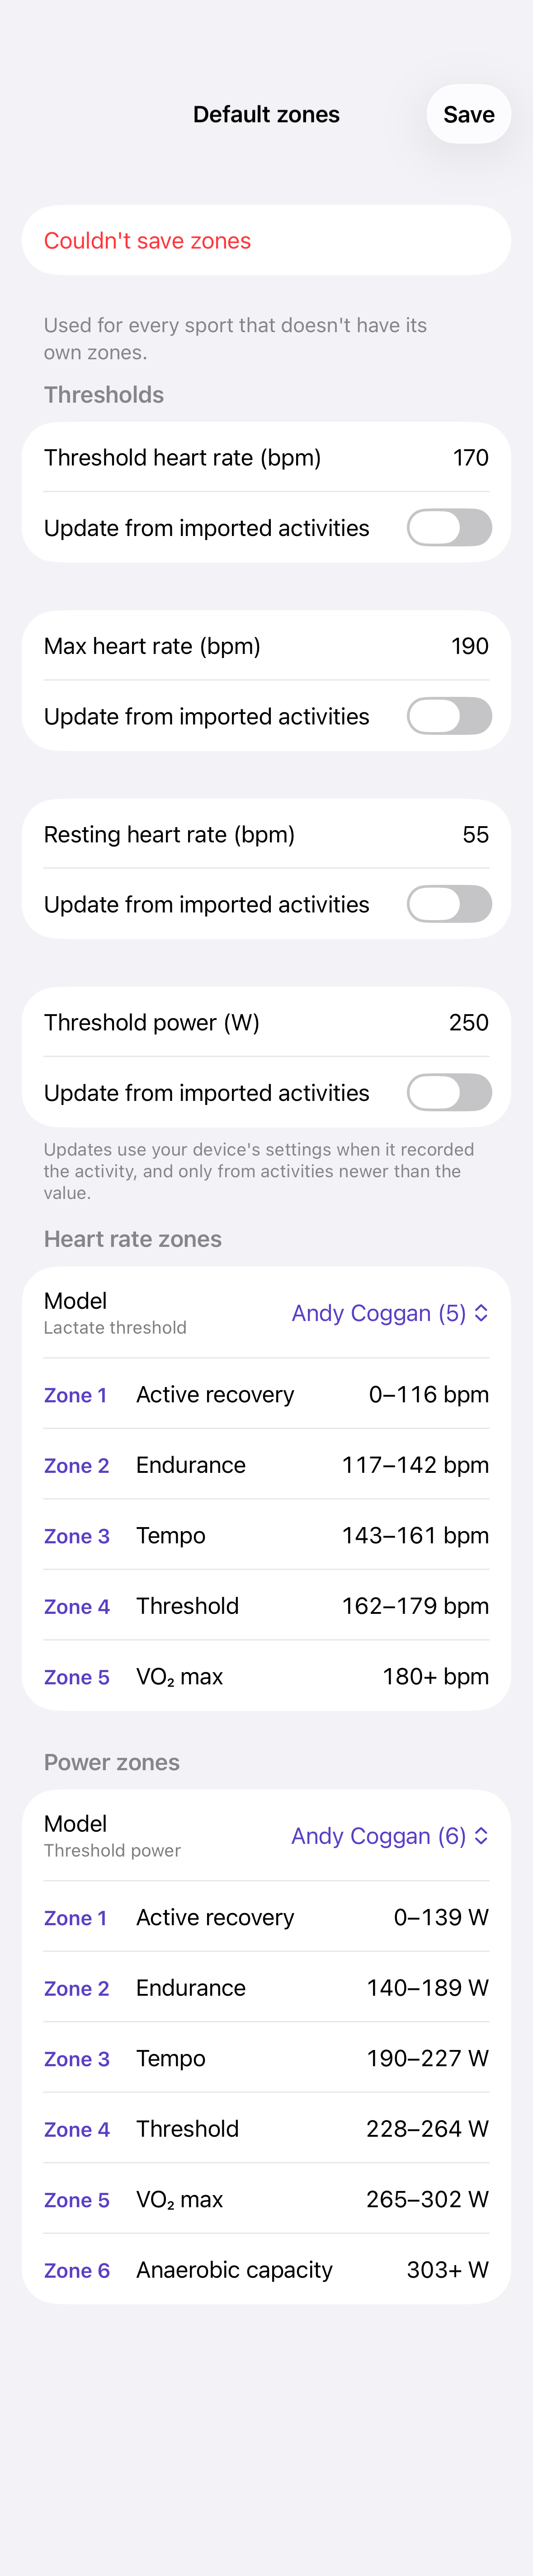 Default zones
Save
Couldn't save zones
Used for every sport that doesn't have its
own zones.
Thresholds
Threshold heart rate (bpm) 170
Update from imported activities
Max heart rate (bpm) 190
Update from imported activities
Resting heart rate (bpm) 55
Update from imported activities
Threshold power (W) 250
Update from imported activities
Updates use your device's settings when it recorded
the activity, and only from activities newer than the
value.
Heart rate zones
Model
Lactate threshold
Andy Coggan (5)
Zone 1 Active recovery 0–116 bpm
Zone 2 Endurance 117–142 bpm
Zone 3 Tempo 143–161 bpm
Zone 4 Threshold 162–179 bpm
Zone 5 VO₂ max 180+ bpm
Power zones
Model
Threshold power
Andy Coggan (6)
Zone 1 Active recovery 0–139 W
Zone 2 Endurance 140–189 W
Zone 3 Tempo 190–227 W
Zone 4 Threshold 228–264 W
Zone 5 VO₂ max 265–302 W
Zone 6 Anaerobic capacity 303+ W